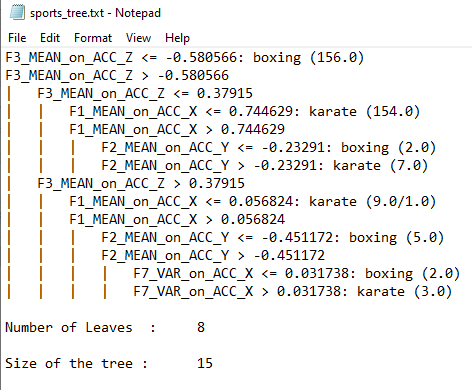 sports_tree.txt - Notepad
File Edit Format View Help
F3_MEAN_on_ACC_Z <= -0.580566: boxing (156.0)
F3_MEAN_on_ACC_Z > -0.580566
|   F3_MEAN_on_ACC_Z <= 0.37915
|   |   F1_MEAN_on_ACC_X <= 0.744629: karate (154.0)
|   |   F1_MEAN_on_ACC_X > 0.744629
|   |   |   F2_MEAN_on_ACC_Y <= -0.23291: boxing (2.0)
|   |   |   F2_MEAN_on_ACC_Y > -0.23291: karate (7.0)
|   F3_MEAN_on_ACC_Z > 0.37915
|   |   F1_MEAN_on_ACC_X <= 0.056824: karate (9.0/1.0)
|   |   F1_MEAN_on_ACC_X > 0.056824
|   |   |   F2_MEAN_on_ACC_Y <= -0.451172: boxing (5.0)
|   |   |   F2_MEAN_on_ACC_Y > -0.451172
|   |   |   |   F7_VAR_on_ACC_X <= 0.031738: boxing (2.0)
|   |   |   |   F7_VAR_on_ACC_X > 0.031738: karate (3.0)
Number of Leaves  :     8
Size of the tree :      15